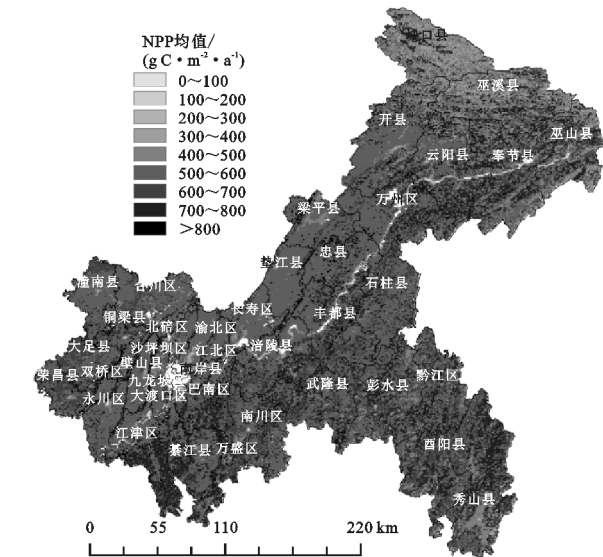 NPP均值/
(g C·m⁻²·a⁻¹)
0～100
100～200
200～300
300～400
400～500
500～600
600～700
700～800
>800
城口县
巫溪县
开县
巫山县
云阳县
奉节县
万州区
梁平县
忠县
垫江县
石柱县
潼南县
合川区
长寿区
丰都县
铜梁县
北碚区
渝北区
大足县
沙坪坝区
江北区
涪陵县
璧山县
南岸县
黔江区
荣昌县
双桥区
九龙坡区
巴南区
武隆县
彭水县
永川区
大渡口区
南川区
江津区
綦江县
万盛区
酉阳县
秀山县
0
55
110
220 km